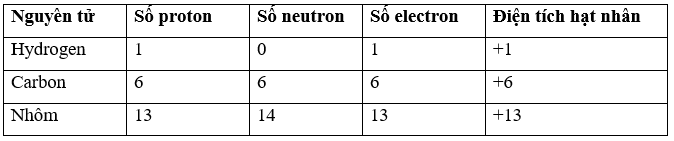 Nguyên tử Số proton Số neutron Số electron Điện tích hạt nhân
Hydrogen 1 0 1 +1
Carbon 6 6 6 +6
Nhôm 13 14 13 +13